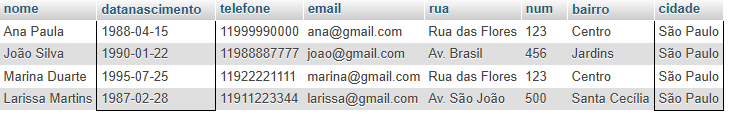 nome datanascimento telefone email rua num bairro cidade
Ana Paula 1988-04-15 11999990000 ana@gmail.com Rua das Flores 123 Centro São Paulo
João Silva 1990-01-22 11988887777 joao@gmail.com Av. Brasil 456 Jardins São Paulo
Marina Duarte 1995-07-25 11922221111 marina@gmail.com Rua das Flores 123 Centro São Paulo
Larissa Martins 1987-02-28 11911223344 larissa@gmail.com Av. São João 500 Santa Cecília São Paulo